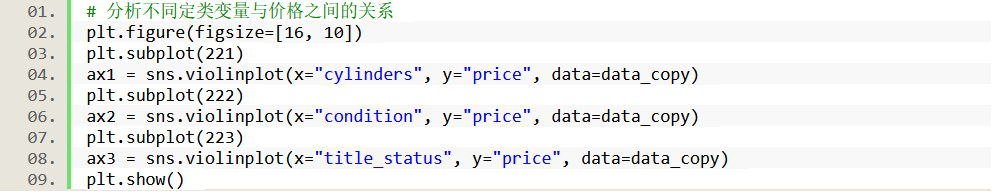 01. # 分析不同定类变量与价格之间的关系
02. plt.figure(figsize=[16, 10])
03. plt.subplot(221)
04. ax1 = sns.violinplot(x="cylinders", y="price", data=data_copy)
05. plt.subplot(222)
06. ax2 = sns.violinplot(x="condition", y="price", data=data_copy)
07. plt.subplot(223)
08. ax3 = sns.violinplot(x="title_status", y="price", data=data_copy)
09. plt.show()